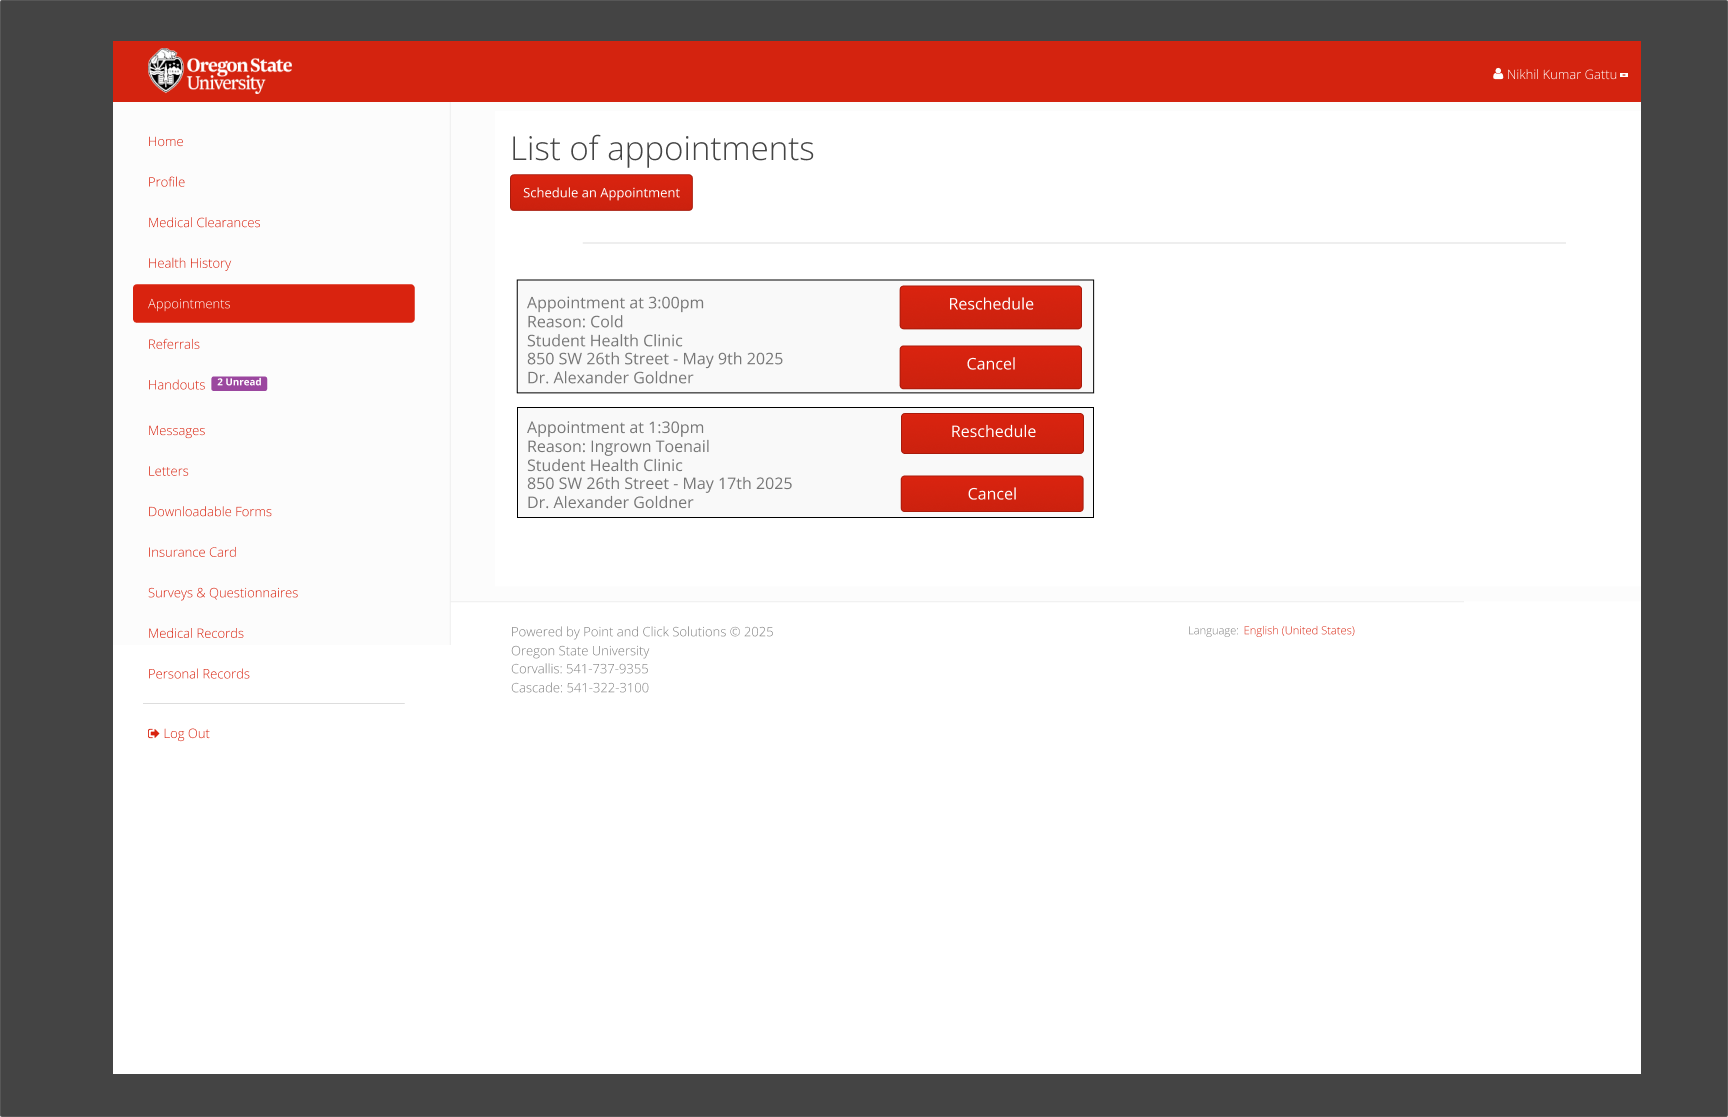 Oregon State
University
Nikhil Kumar Gattu
Home
Profile
Medical Clearances
Health History
Appointments
Referrals
Handouts 2 Unread
Messages
Letters
Downloadable Forms
Insurance Card
Surveys & Questionnaires
Medical Records
Personal Records
Log Out
List of appointments
Schedule an Appointment
Appointment at 3:00pm
Reason: Cold
Student Health Clinic
850 SW 26th Street - May 9th 2025
Dr. Alexander Goldner
Reschedule
Cancel
Appointment at 1:30pm
Reason: Ingrown Toenail
Student Health Clinic
850 SW 26th Street - May 17th 2025
Dr. Alexander Goldner
Reschedule
Cancel
Powered by Point and Click Solutions © 2025
Oregon State University
Corvallis: 541-737-9355
Cascade: 541-322-3100
Language: English (United States)